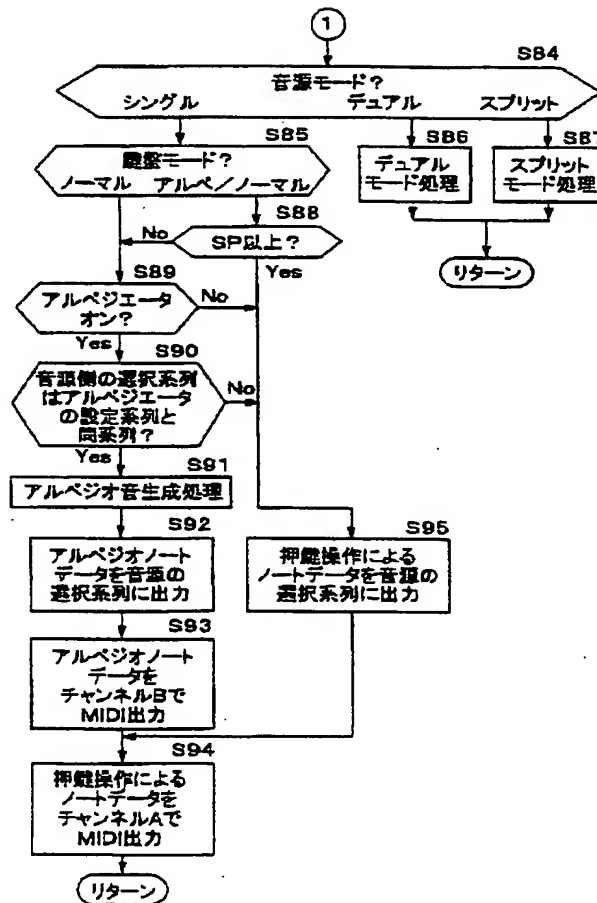 1
S84
音源モード?
シングル デュアル スプリット
S85
鍵盤モード?
ノーマル アルペ/ノーマル
S86
デュアル
モード処理
S87
スプリット
モード処理
リターン
S88
SP以上?
No
Yes
S89
アルペジエータ
オン?
No
Yes
S90
音源側の選択系列
はアルペジエータ
の設定系列と
同系列?
No
Yes
S91
アルペジオ音生成処理
S92
アルペジオノート
データを音源の
選択系列に出力
S93
アルペジオノート
データを
チャンネルBで
MIDI出力
S95
押鍵操作による
ノートデータを音源の
選択系列に出力
S94
押鍵操作による
ノートデータを
チャンネルAで
MIDI出力
リターン